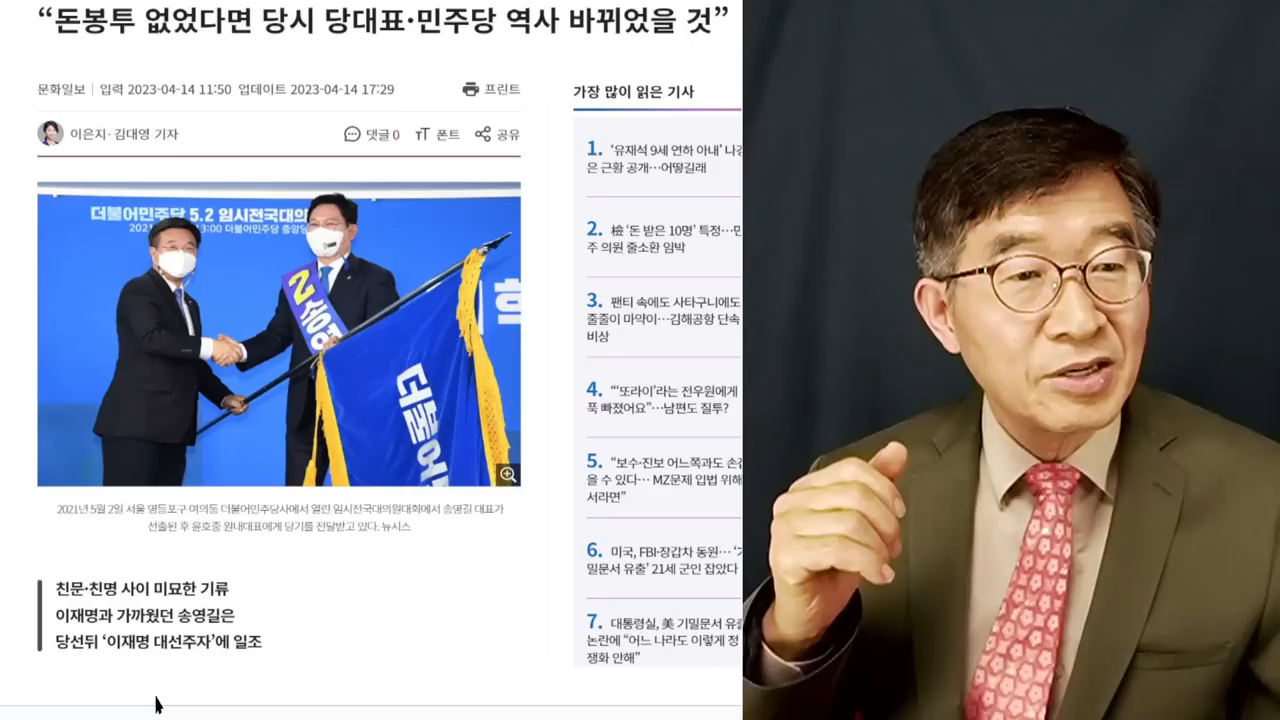 “돈봉투 없었다면 당시 당대표·민주당 역사 바뀌었을 것”
문화일보 | 입력 2023-04-14 11:50 업데이트 2023-04-14 17:29
프린트
이은지·김대영 기자
댓글 0
폰트
공유
더불어민주당 5.2 임시전국대의
13:00 더불어민주당 중앙당
더불어
2021년 5월 2일 서울 영등포구 여의동 더불어민주당사에서 열린 임시전국대의원대회에서 송영길 대표가
선출된 후 윤호중 원내대표에게 당기를 전달받고 있다. 뉴시스
친문·친명 사이 미묘한 기류
이재명과 가까웠던 송영길은
당선뒤 ‘이재명 대선주자’에 일조
가장 많이 읽은 기사
1. ‘유재석 9세 연하 아내’
은 근황 공개…어떻길래
2. 檢 ‘돈 받은 10명’ 특정…
주 의원 줄소환 임박
3. 팬티 속에도 사타구니에도
줄줄이 마약이…김해공항 단속
비상
4. “‘또라이’라는 전우원에게
푹 빠졌어요”…남편도 질투?
5. “보수·진보 어느쪽과도
을 수 있다… MZ문제 입법 위해
서라면”
6. 미국, FBI·장갑차 동원…
밀문서 유출’ 21세 군인 잡았다
7. 대통령실, 美 기밀문서
논란에 “어느 나라도 이렇게 정
쟁화 안해”